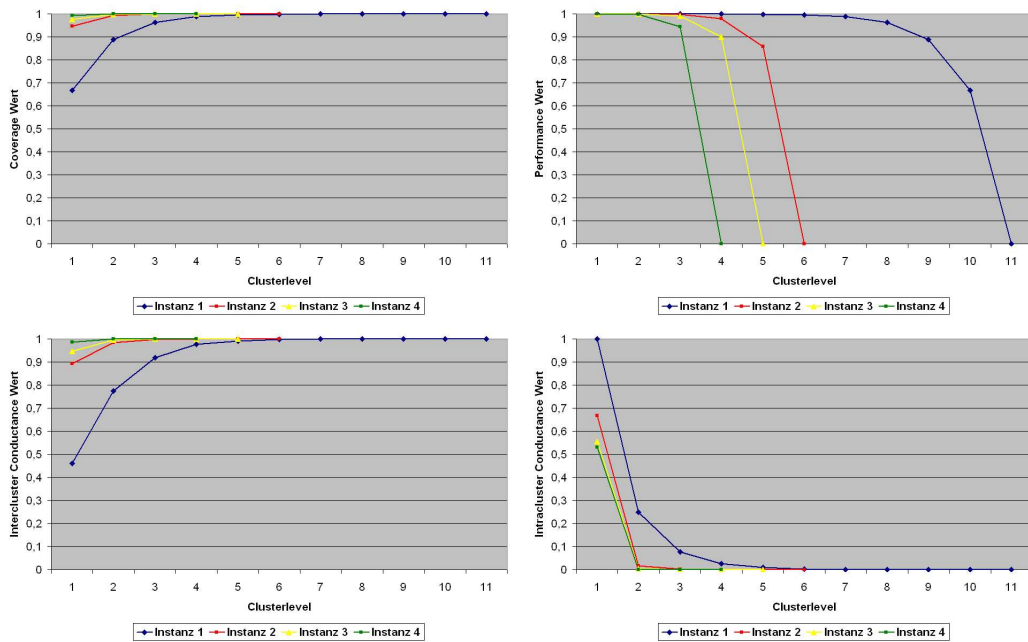 Coverage Wert
1
0,9
0,8
0,7
0,6
0,5
0,4
0,3
0,2
0,1
0
1 2 3 4 5 6 7 8 9 10 11
Clusterlevel
Instanz 1 Instanz 2 Instanz 3 Instanz 4
Performance Wert
1
0,9
0,8
0,7
0,6
0,5
0,4
0,3
0,2
0,1
0
1 2 3 4 5 6 7 8 9 10 11
Clusterlevel
Instanz 1 Instanz 2 Instanz 3 Instanz 4
Intercluster Conductance Wert
1
0,9
0,8
0,7
0,6
0,5
0,4
0,3
0,2
0,1
0
1 2 3 4 5 6 7 8 9 10 11
Clusterlevel
Instanz 1 Instanz 2 Instanz 3 Instanz 4
Intracluster Conductance Wert
1
0,9
0,8
0,7
0,6
0,5
0,4
0,3
0,2
0,1
0
1 2 3 4 5 6 7 8 9 10 11
Clusterlevel
Instanz 1 Instanz 2 Instanz 3 Instanz 4